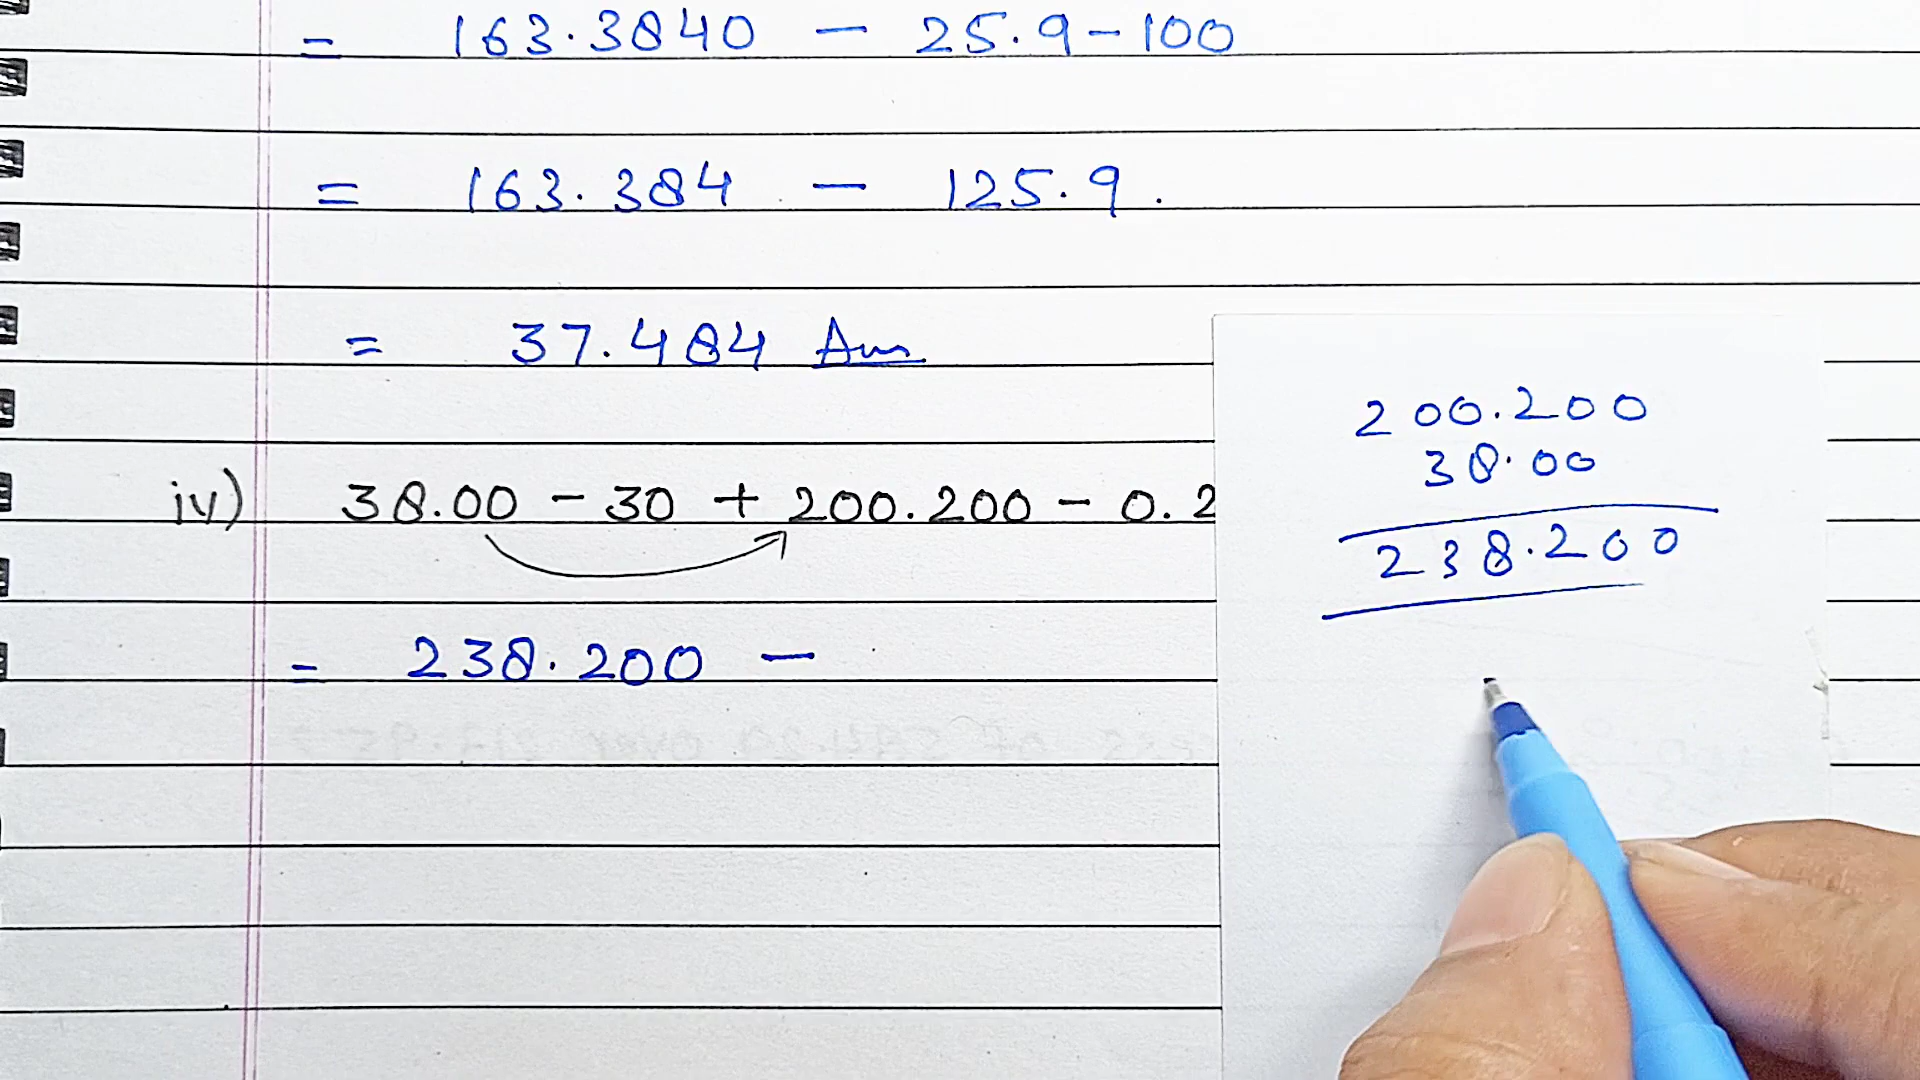 = 163.3840 - 25.9-100
= 163.384 - 125.9.
= 37.484 Ans
iv) 38.00 - 30 + 200.200 - 0.2
= 238.200 -
200.200
38.00
238.200